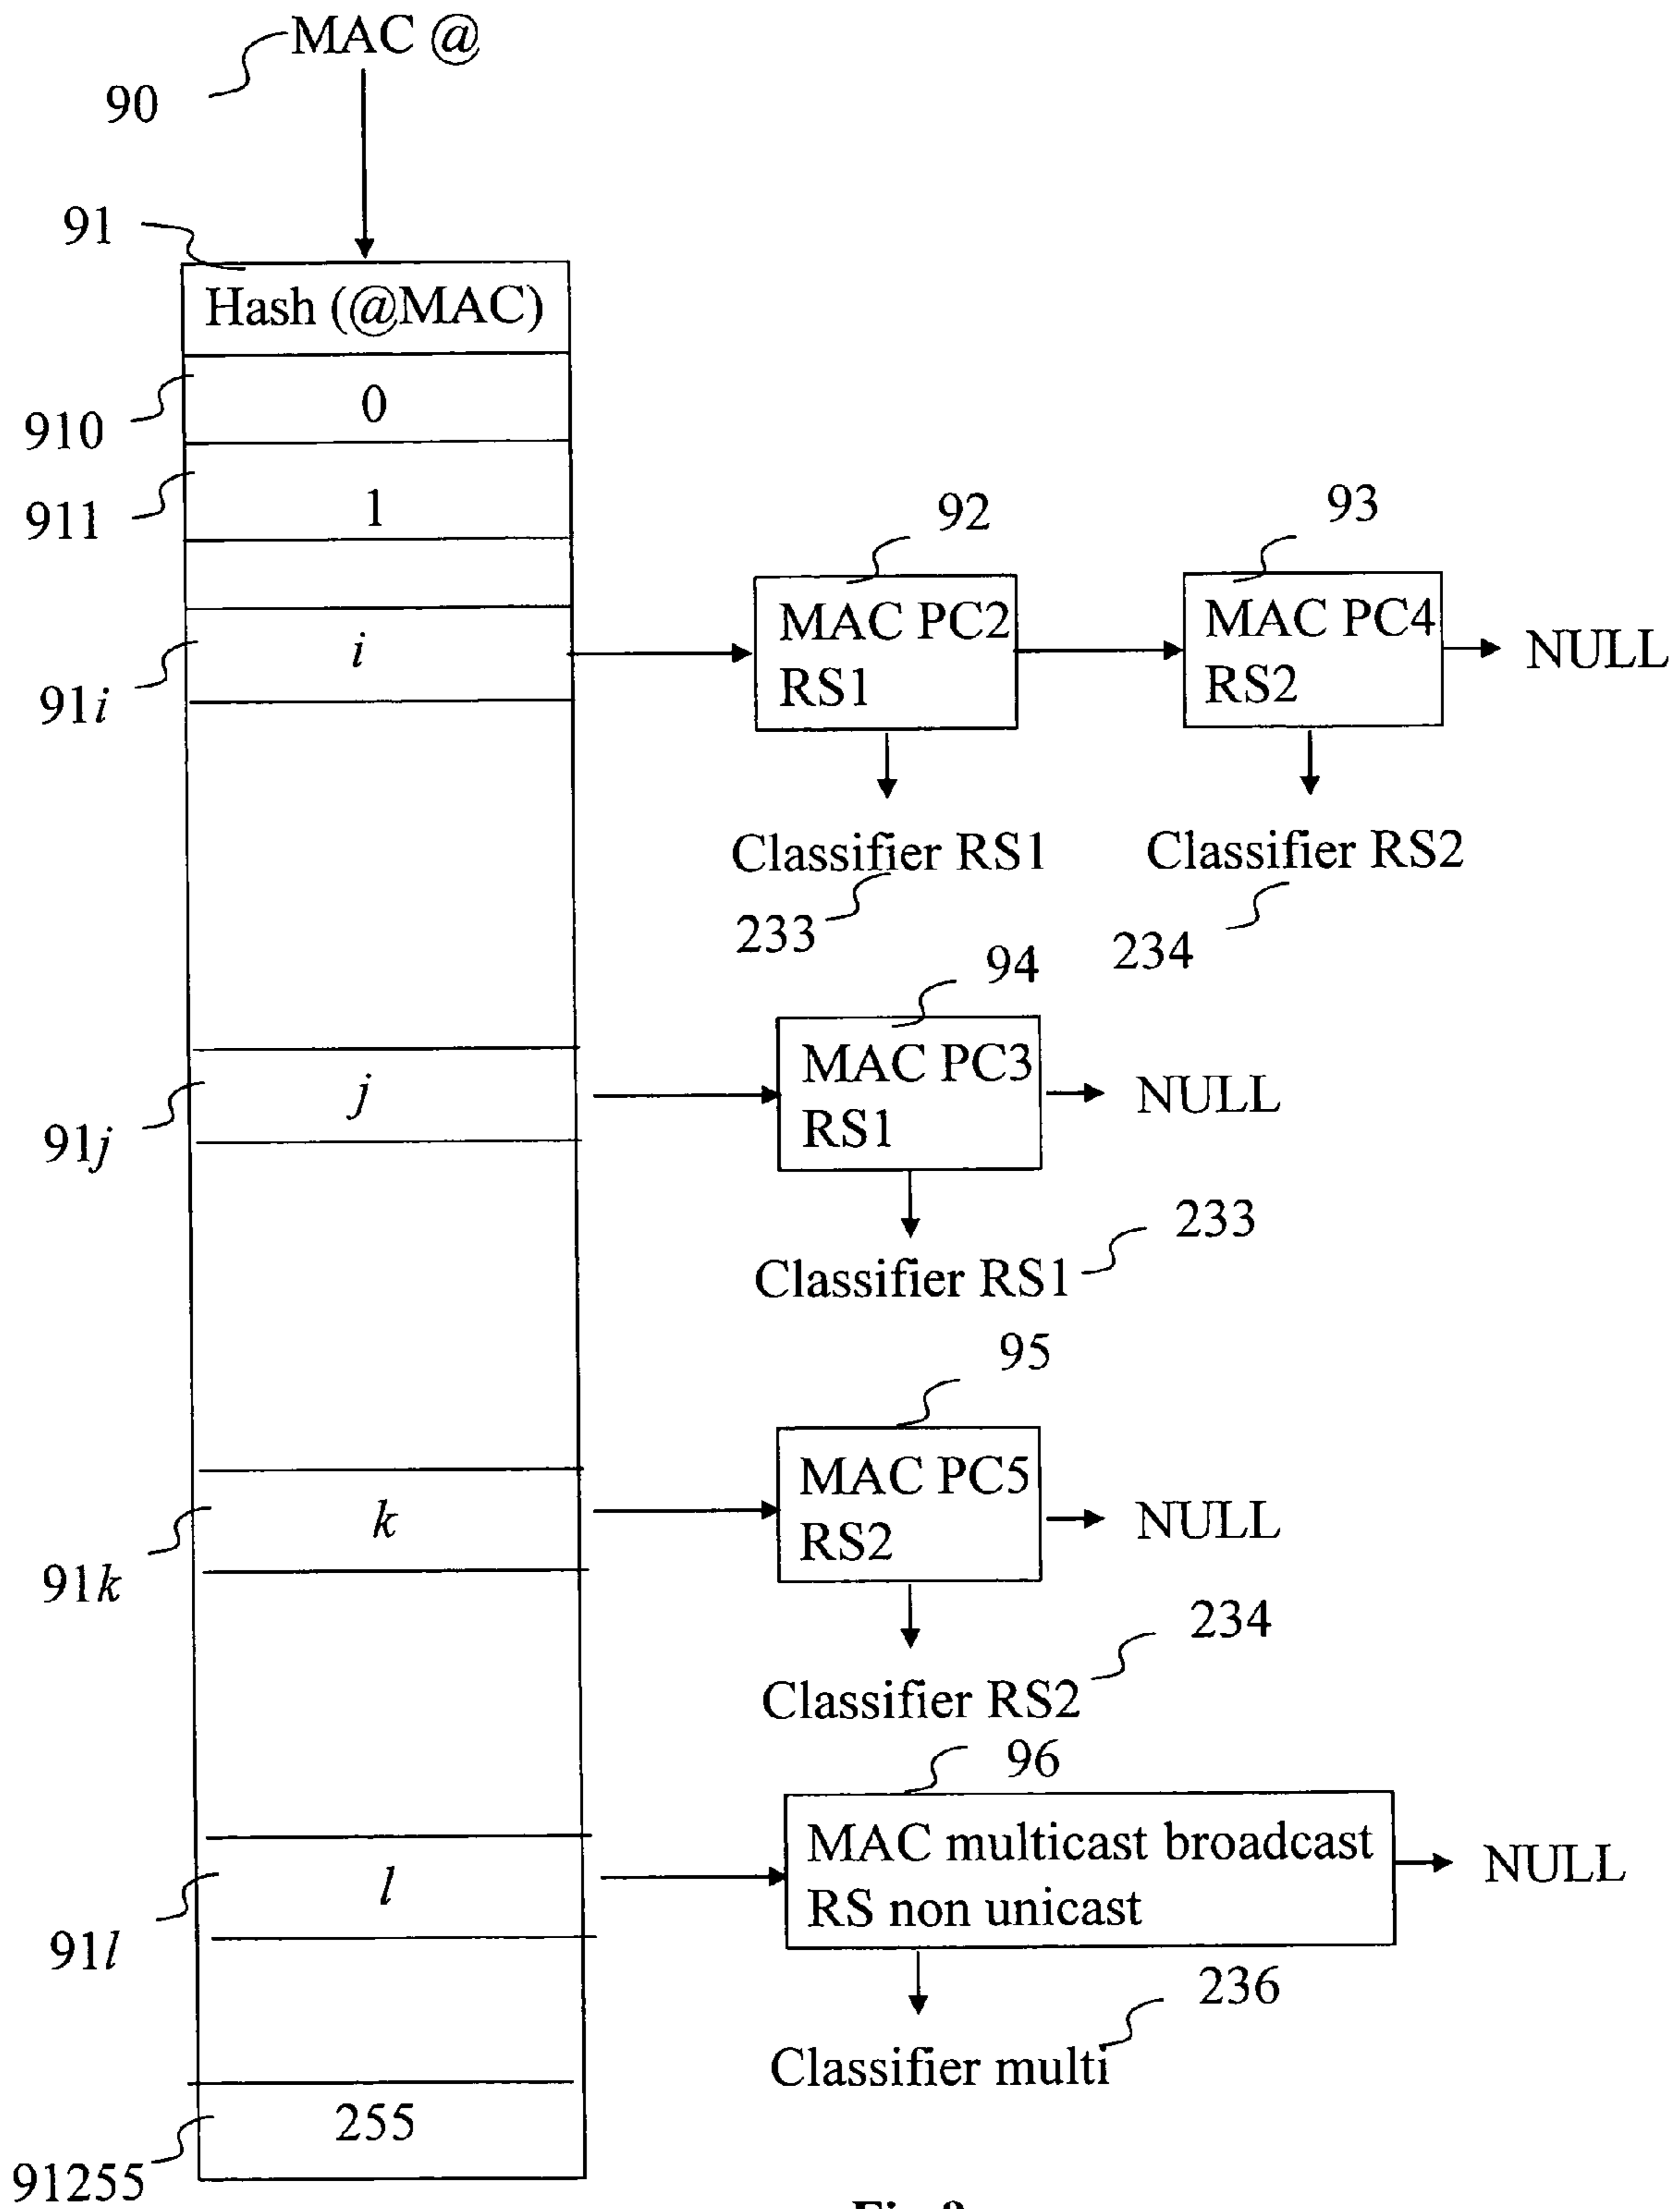 MAC @
90
91
Hash (@MAC)
910
0
911
1
92
93
91i
i
MAC PC2
RS1
MAC PC4
RS2
NULL
Classifier RS1
Classifier RS2
233
234
94
91j
j
MAC PC3
RS1
NULL
233
Classifier RS1
95
91k
k
MAC PC5
RS2
NULL
234
Classifier RS2
96
91l
l
MAC multicast broadcast
RS non unicast
NULL
236
Classifier multi
91255
255